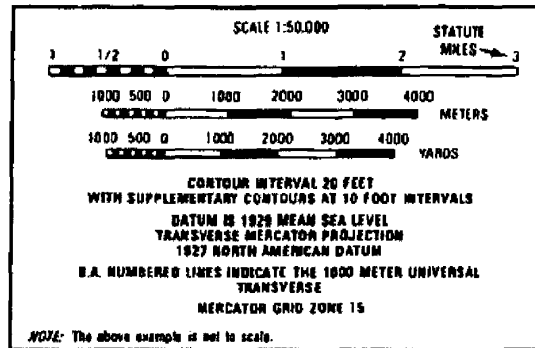 SCALE 1:50,000
STATUTE
MILES
1 1/2 0 1 2 3
1000 500 0 1000 2000 3000 4000
METERS
1000 500 0 1000 2000 3000 4000
YARDS
CONTOUR INTERVAL 20 FEET
WITH SUPPLEMENTARY CONTOURS AT 10 FOOT INTERVALS
DATUM IS 1929 MEAN SEA LEVEL
TRANSVERSE MERCATOR PROJECTION
1927 NORTH AMERICAN DATUM
B.A. NUMBERED LINES INDICATE THE 1000 METER UNIVERSAL
TRANSVERSE
MERCATOR GRID ZONE 15
NOTE: The above example is not to scale.